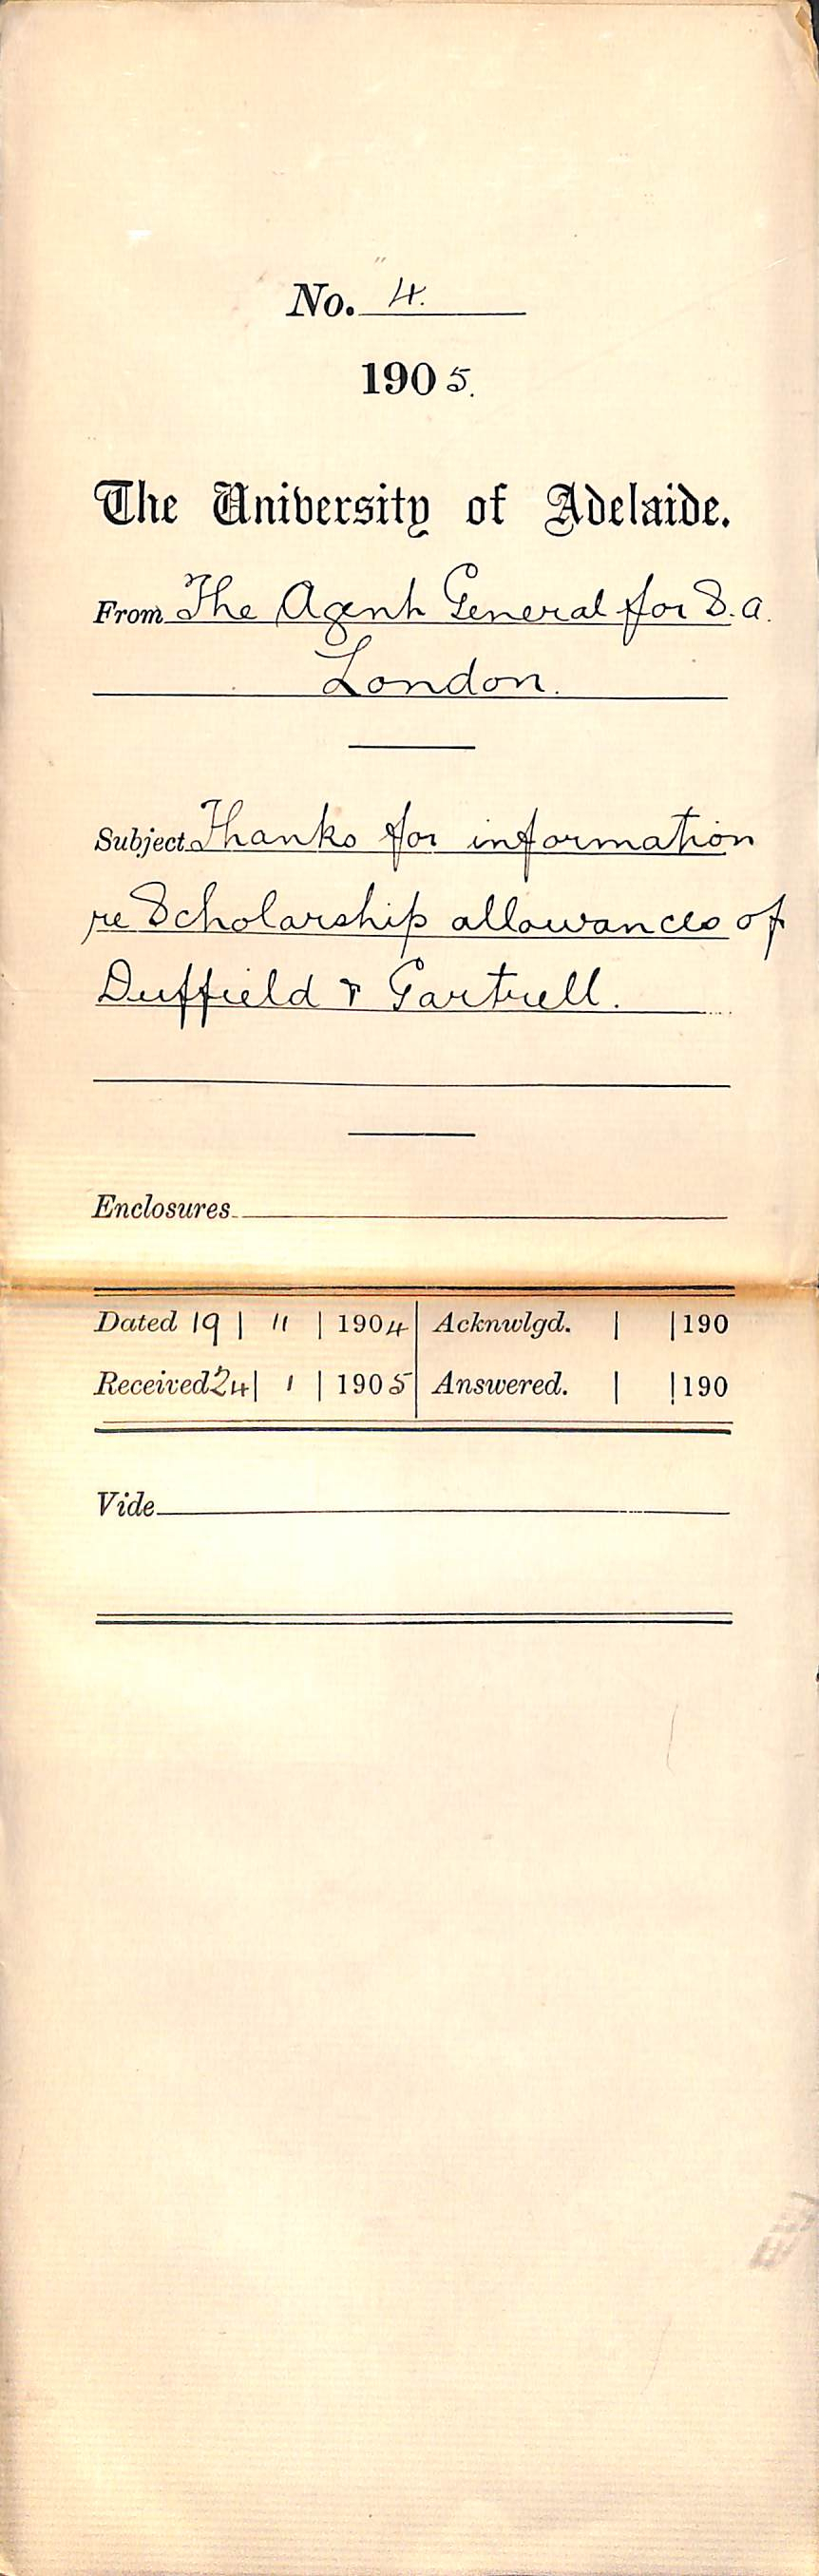 No. 4.
1905.
The University of Adelaide.
From The Agent General for S.A.
London.
Subject Thanks for information
re Scholarship allowances of
Duffield & Gartrell.
Enclosures
Dated 19 | 11 | 1904 | Acknwlgd. | | 190
Received 24 | 1 | 1905 | Answered. | | 190
Vide